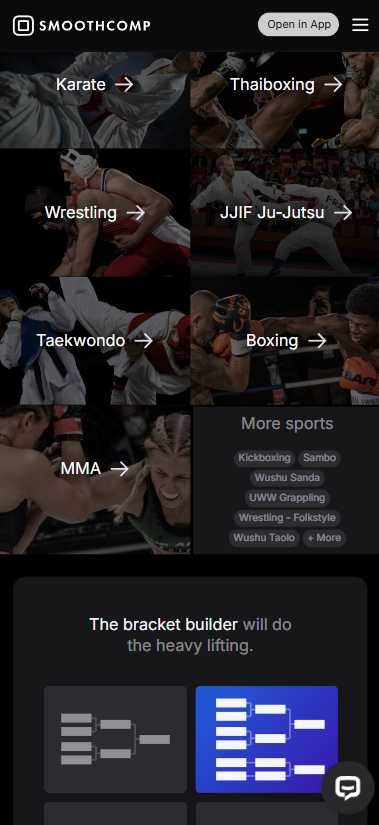 SMOOTHCOMP
Open in App
Karate
Thaiboxing
Wrestling
JJIF Ju-Jutsu
Taekwondo
Boxing
MMA
More sports
Kickboxing Sambo
Wushu Sanda
UWW Grappling
Wrestling - Folkstyle
Wushu Taolo + More
The bracket builder will do
the heavy lifting.